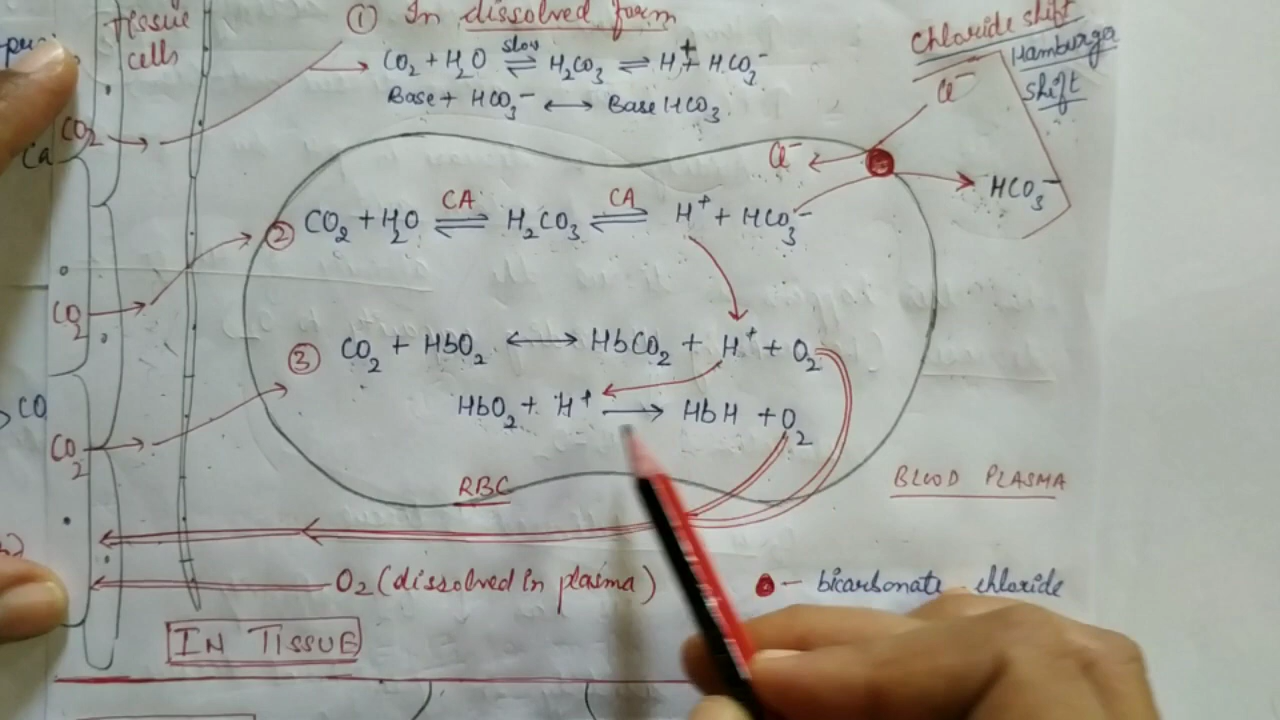 Tissue cells
① In dissolved form
CO₂ + H₂O slow ⇌ H₂CO₃ ⇌ H⁺ + HCO₃⁻
Base + HCO₃⁻ ↔ Base HCO₃
Chloride shift
Hamburger shift
Cl⁻
HCO₃⁻
Cl⁻
CO₂
② CO₂ + H₂O CA ⇌ H₂CO₃ CA ⇌ H⁺ + HCO₃⁻
CO₂
③ CO₂ + HbO₂ ↔ HbCO₂ + H⁺ + O₂
HbO₂ + H⁺ → HbH + O₂
CO
CO₂
RBC
BLOOD PLASMA
O₂ (dissolved in plasma)
bicarbonate - chloride
IN TISSUE